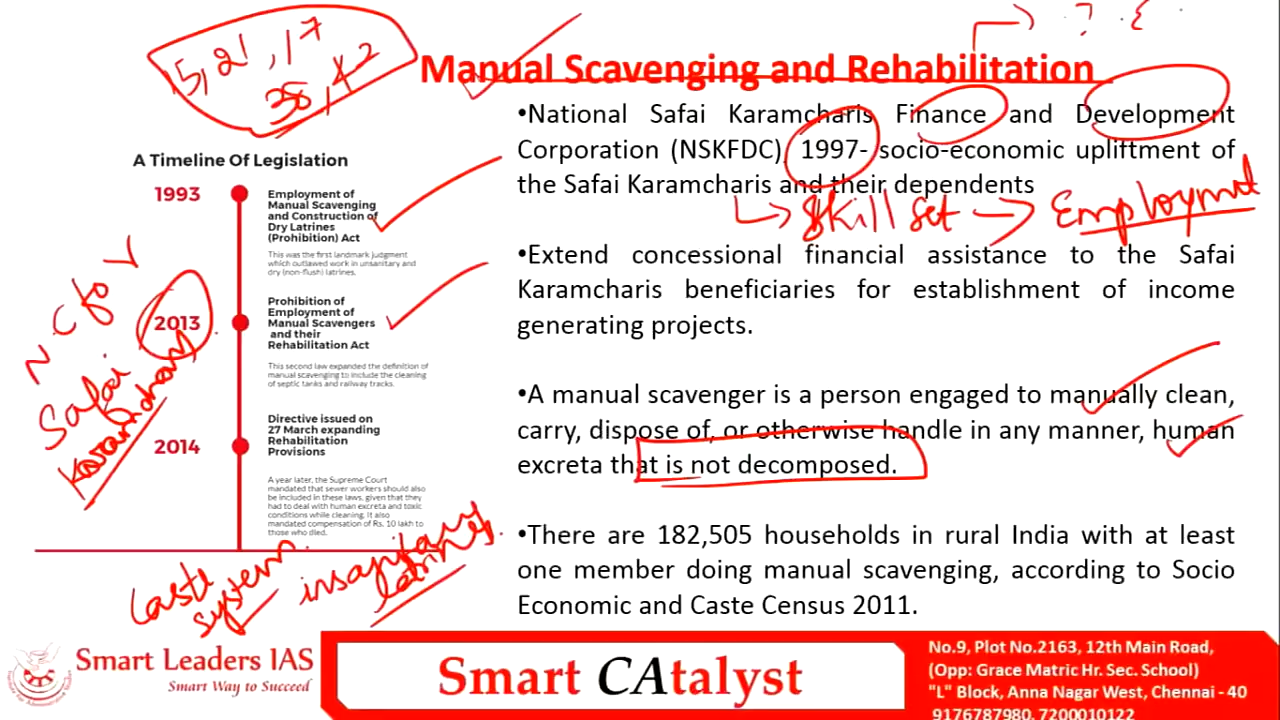 15, 21, 17
38, 42
? {
Manual Scavenging and Rehabilitation
•National Safai Karamcharis Finance and Development
Corporation (NSKFDC), 1997- socio-economic upliftment of
the Safai Karamcharis and their dependents
Skill Set → Employment
•Extend concessional financial assistance to the Safai
Karamcharis beneficiaries for establishment of income
generating projects.
•A manual scavenger is a person engaged to manually clean,
carry, dispose of, or otherwise handle in any manner, human
excreta that is not decomposed.
•There are 182,505 households in rural India with at least
one member doing manual scavenging, according to Socio
Economic and Caste Census 2011.
A Timeline Of Legislation
1993
Employment of
Manual Scavenging
and Construction of
Dry Latrines
(Prohibition) Act
This was the first landmark judgment
which outlawed work in unsanitary and
dry (non-flush) latrines.
2013
Prohibition of
Employment of
Manual Scavengers
and their
Rehabilitation Act
This second law expanded the definition of
manual scavenging to include the cleaning
of septic tanks and railway tracks.
2014
Directive issued on
27 March expanding
Rehabilitation
Provisions
A year later, the Supreme Court
mandated that sewer workers should also
be included in these laws, given that they
had to deal with human excreta and toxic
conditions while cleaning. It also
mandated compensation of Rs. 10 lakh to
those who died.
N C for
Safai
Karamcharis
Caste
system
insanitary
latrines
Smart Leaders IAS
Smart Way to Succeed
Smart CAtalyst
No.9, Plot No.2163, 12th Main Road,
(Opp: Grace Matric Hr. Sec. School)
"L" Block, Anna Nagar West, Chennai - 40
9176787980, 7200010122